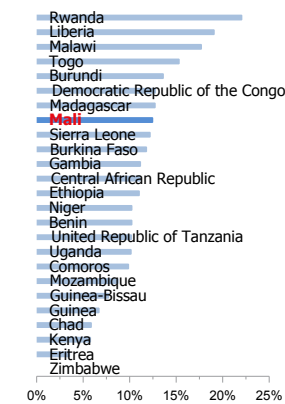 Rwanda
Liberia
Malawi
Togo
Burundi
Democratic Republic of the Congo
Madagascar
Mali
Sierra Leone
Burkina Faso
Gambia
Central African Republic
Ethiopia
Niger
Benin
United Republic of Tanzania
Uganda
Comoros
Mozambique
Guinea-Bissau
Guinea
Chad
Kenya
Eritrea
Zimbabwe
0% 5% 10% 15% 20% 25%